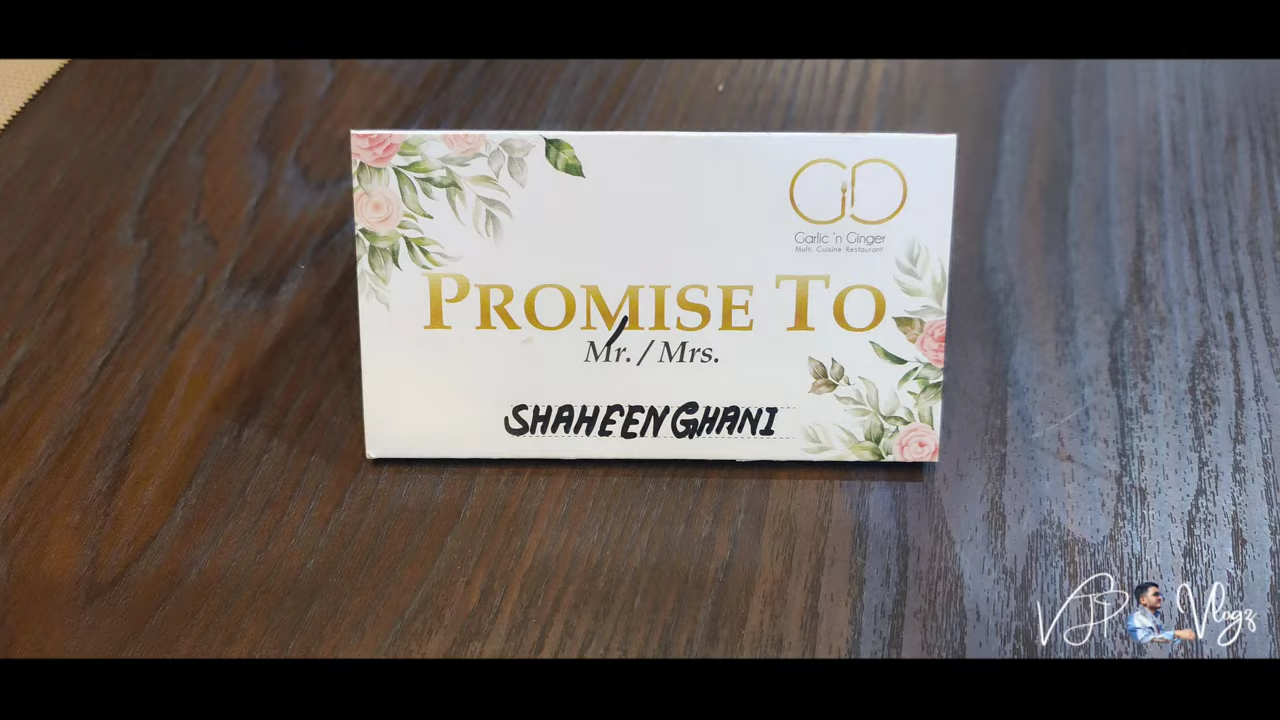 Garlic 'n Ginger
Multi Cuisine Restaurant
PROMISE TO
Mr. / Mrs.
SHAHEEN GHANI
VJP Vlogz